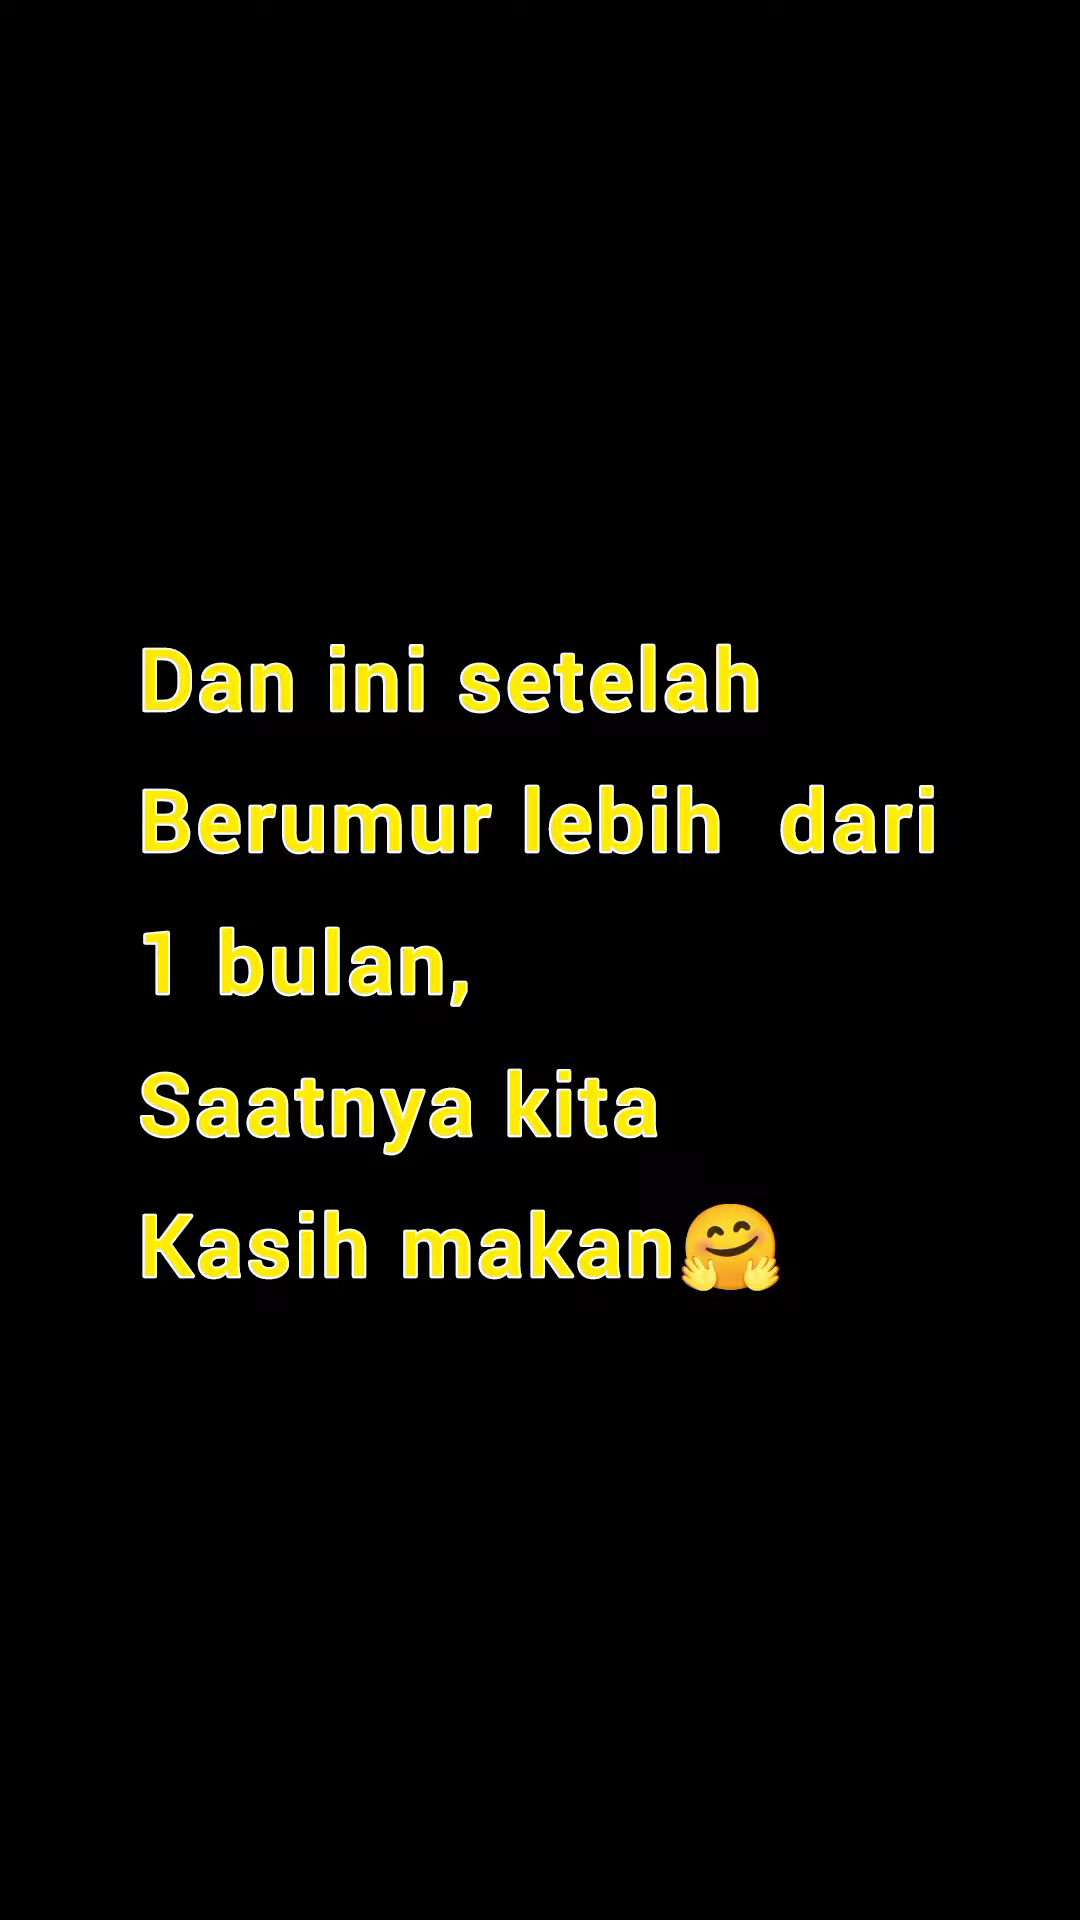 Dan ini setelah
Berumur lebih  dari
1 bulan,
Saatnya kita
Kasih makan🤗